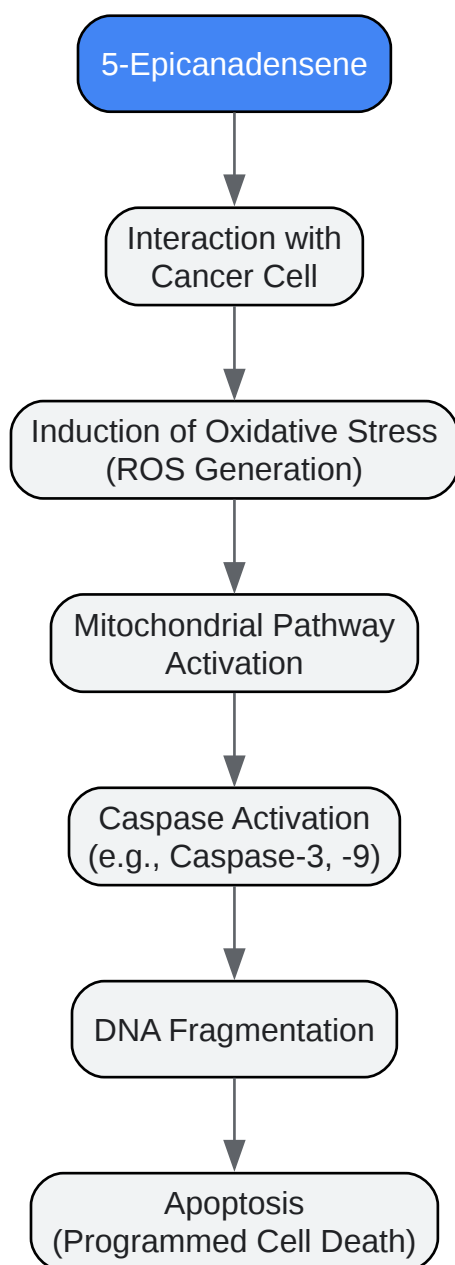 5-Epicanadensene
Interaction with
Cancer Cell
Induction of Oxidative Stress
(ROS Generation)
Mitochondrial Pathway
Activation
Caspase Activation
(e.g., Caspase-3, -9)
DNA Fragmentation
Apoptosis
(Programmed Cell Death)